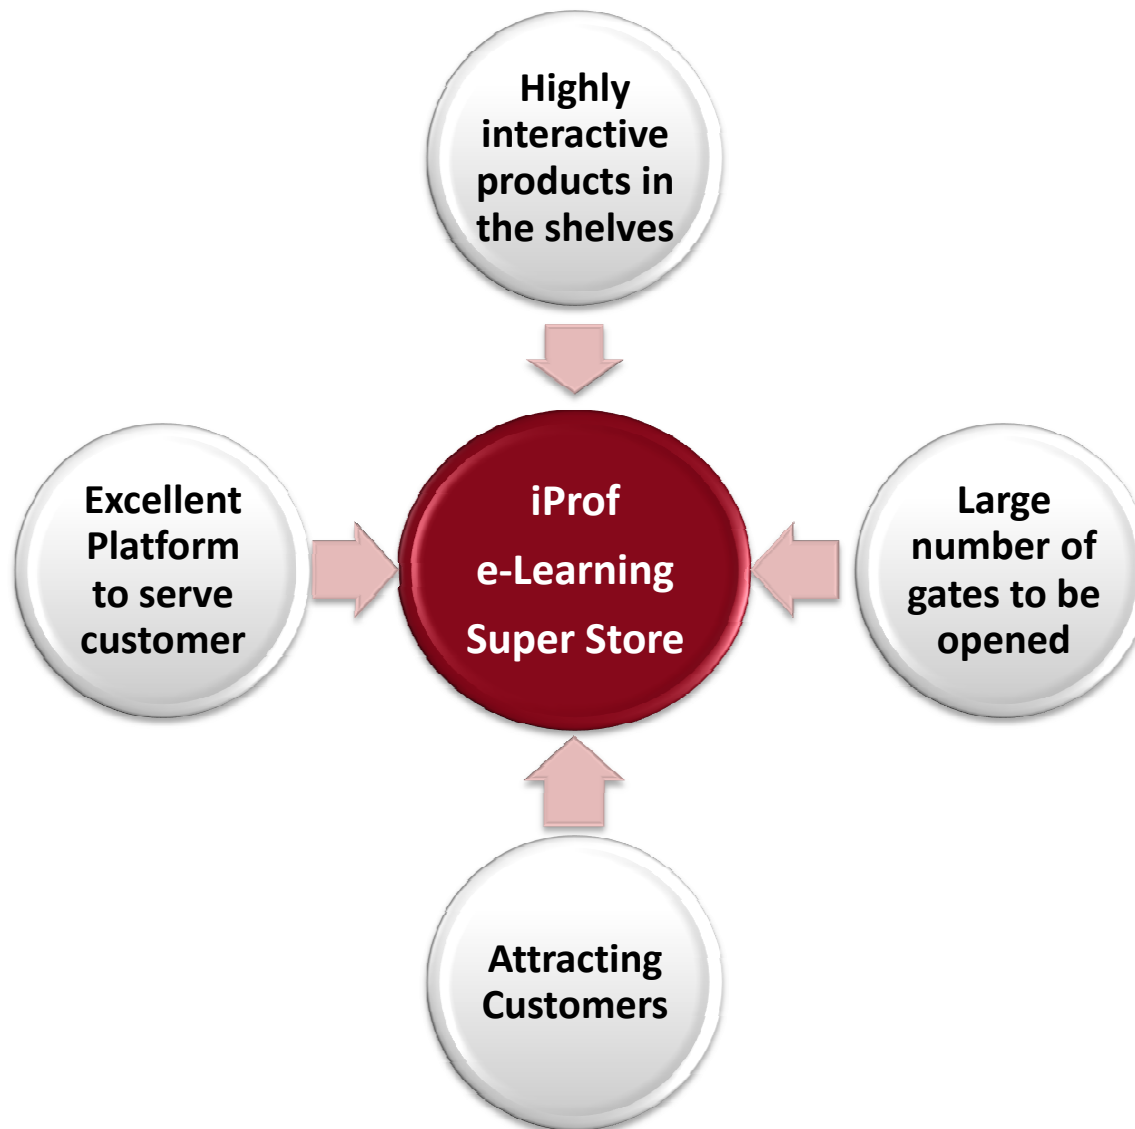 Highly
interactive
products in
the shelves
Excellent
Platform
to serve
customer
iProf
e-Learning
Super Store
Large
number of
gates to be
opened
Attracting
Customers